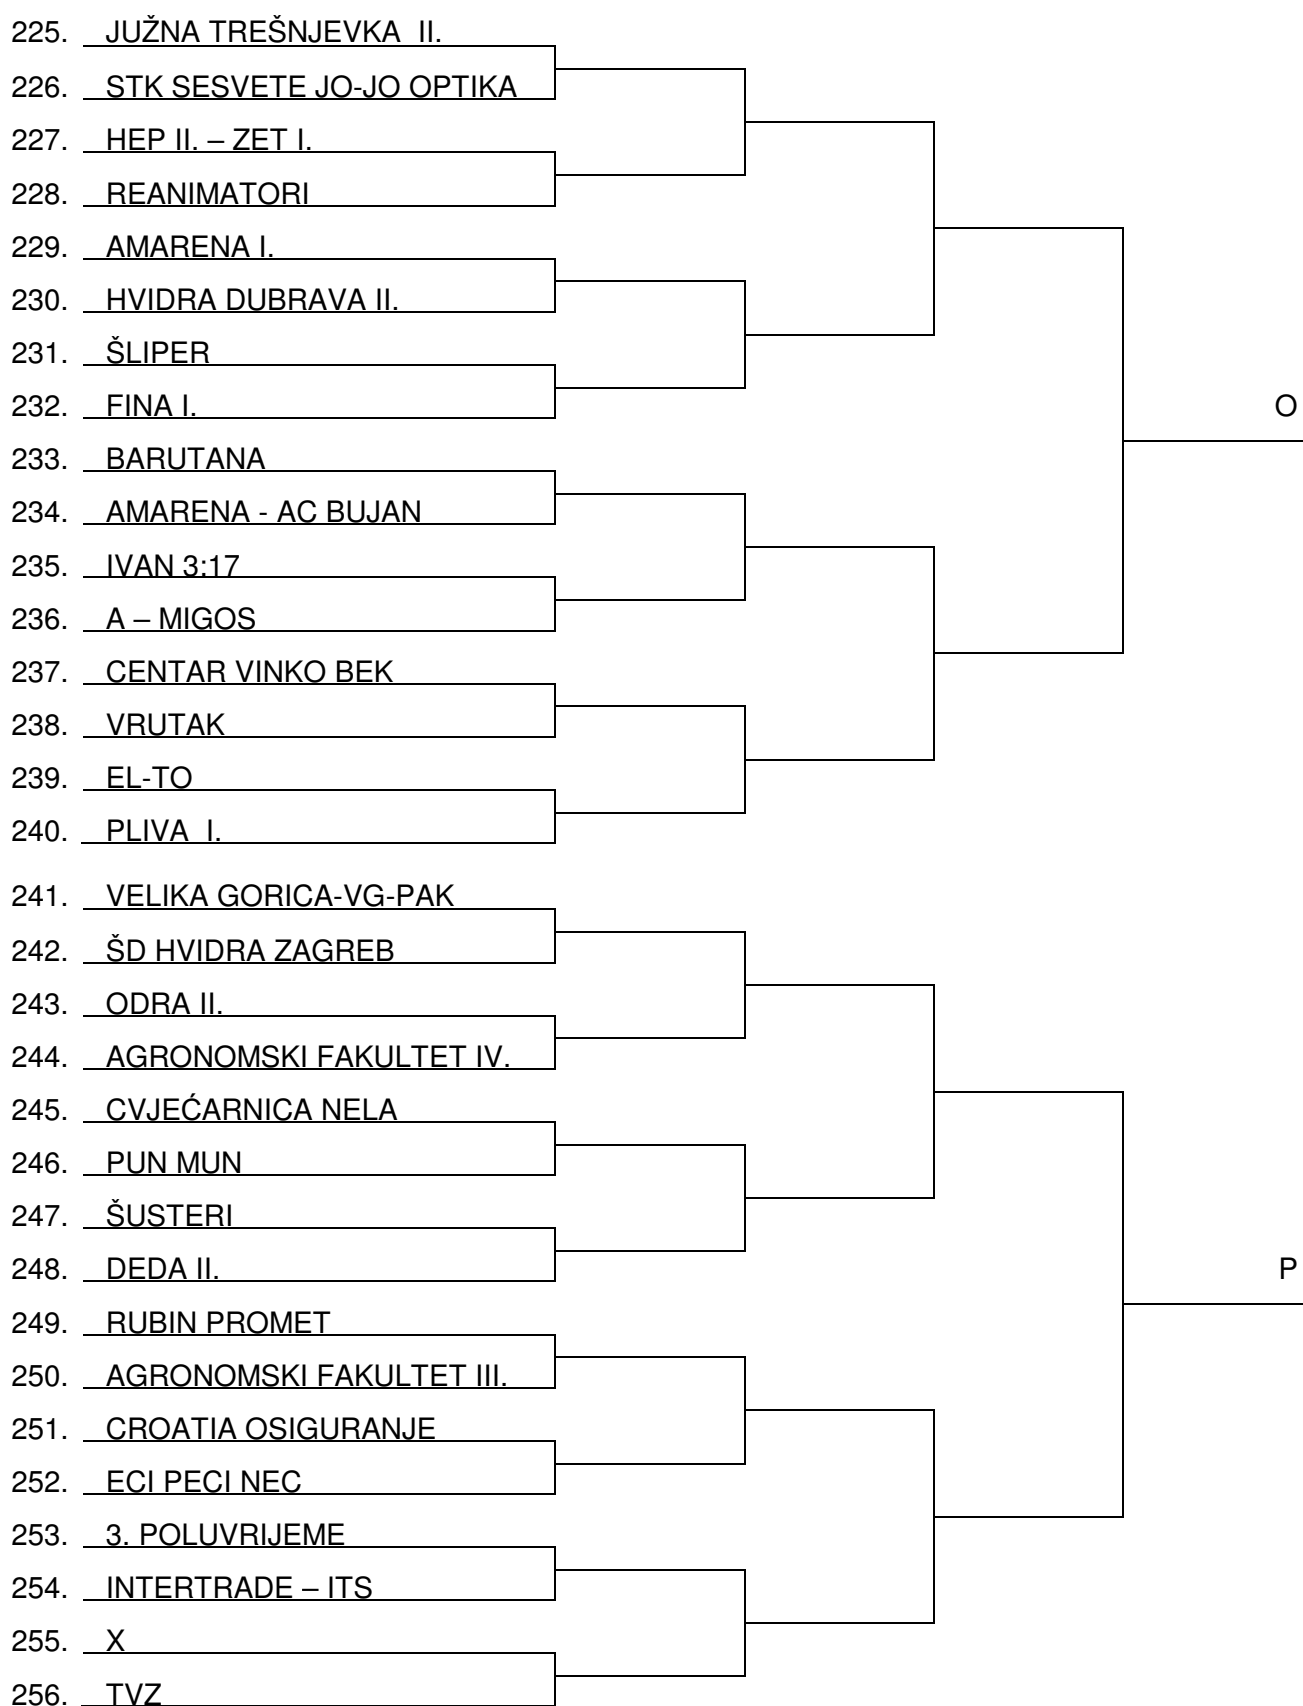 225. JUŽNA TREŠNJEVKA II.
226. STK SESVETE JO-JO OPTIKA
227. HEP II. – ZET I.
228. REANIMATORI
229. AMARENA I.
230. HVIDRA DUBRAVA II.
231. ŠLIPER
232. FINA I.
O
233. BARUTANA
234. AMARENA - AC BUJAN
235. IVAN 3:17
236. A – MIGOS
237. CENTAR VINKO BEK
238. VRUTAK
239. EL-TO
240. PLIVA I.
241. VELIKA GORICA-VG-PAK
242. ŠD HVIDRA ZAGREB
243. ODRA II.
244. AGRONOMSKI FAKULTET IV.
245. CVJEĆARNICA NELA
246. PUN MUN
247. ŠUSTERI
248. DEDA II.
P
249. RUBIN PROMET
250. AGRONOMSKI FAKULTET III.
251. CROATIA OSIGURANJE
252. ECI PECI NEC
253. 3. POLUVRIJEME
254. INTERTRADE – ITS
255. X
256. TVZ